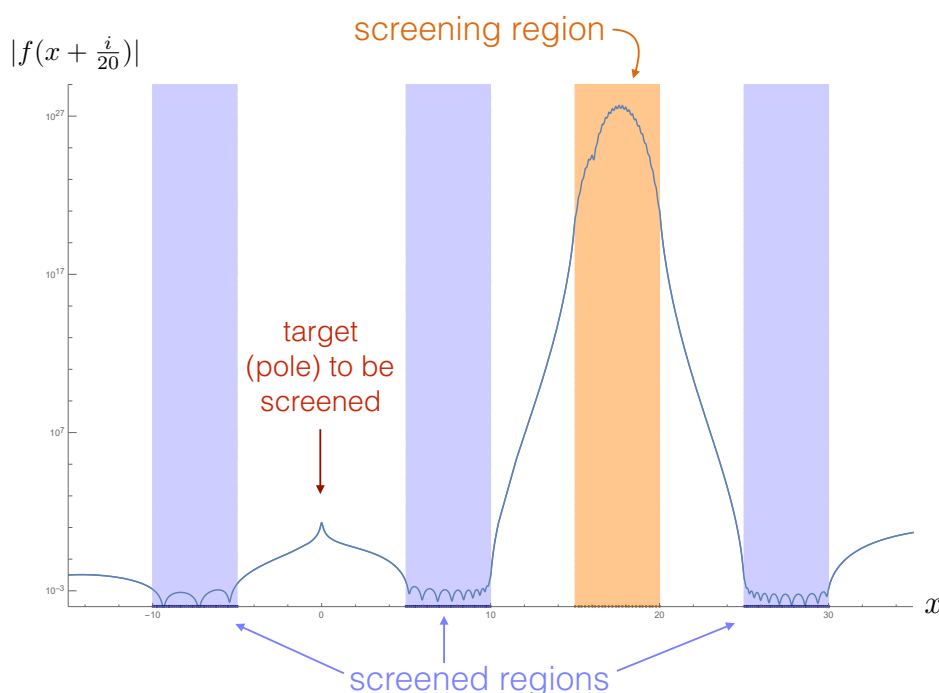 screening region
|f(x + i/20)|
10^27
10^17
target
(pole) to be
screened
10^7
10^-3
−10 0 10 20 30 x
screened regions